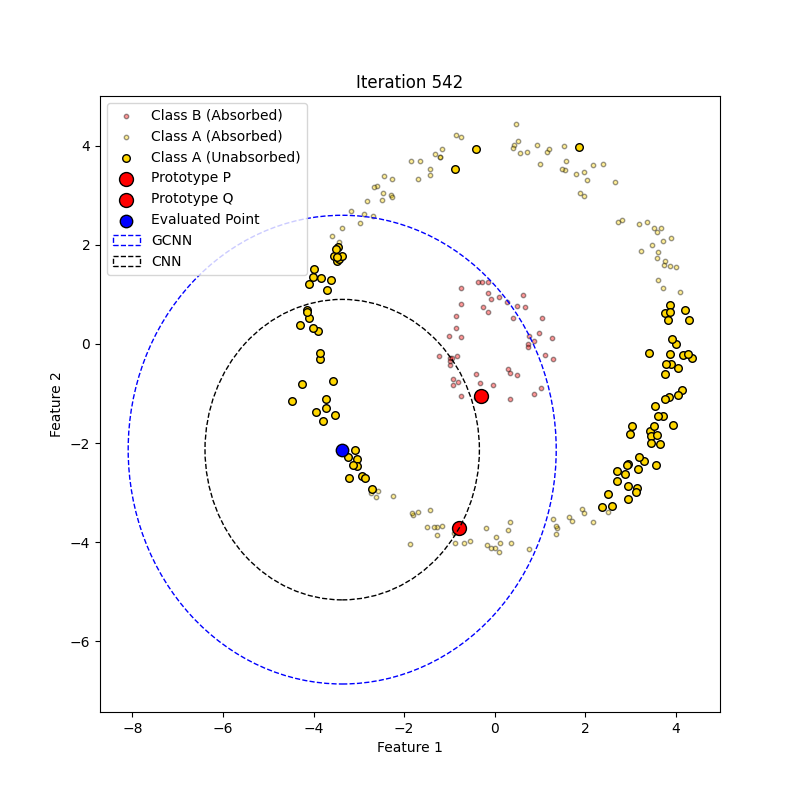 Iteration 542
Class B (Absorbed)
Class A (Absorbed)
Class A (Unabsorbed)
Prototype P
Prototype Q
Evaluated Point
GCNN
CNN
4
2
0
−2
−4
−6
Feature 2
−8
−6
−4
−2
0
2
4
Feature 1